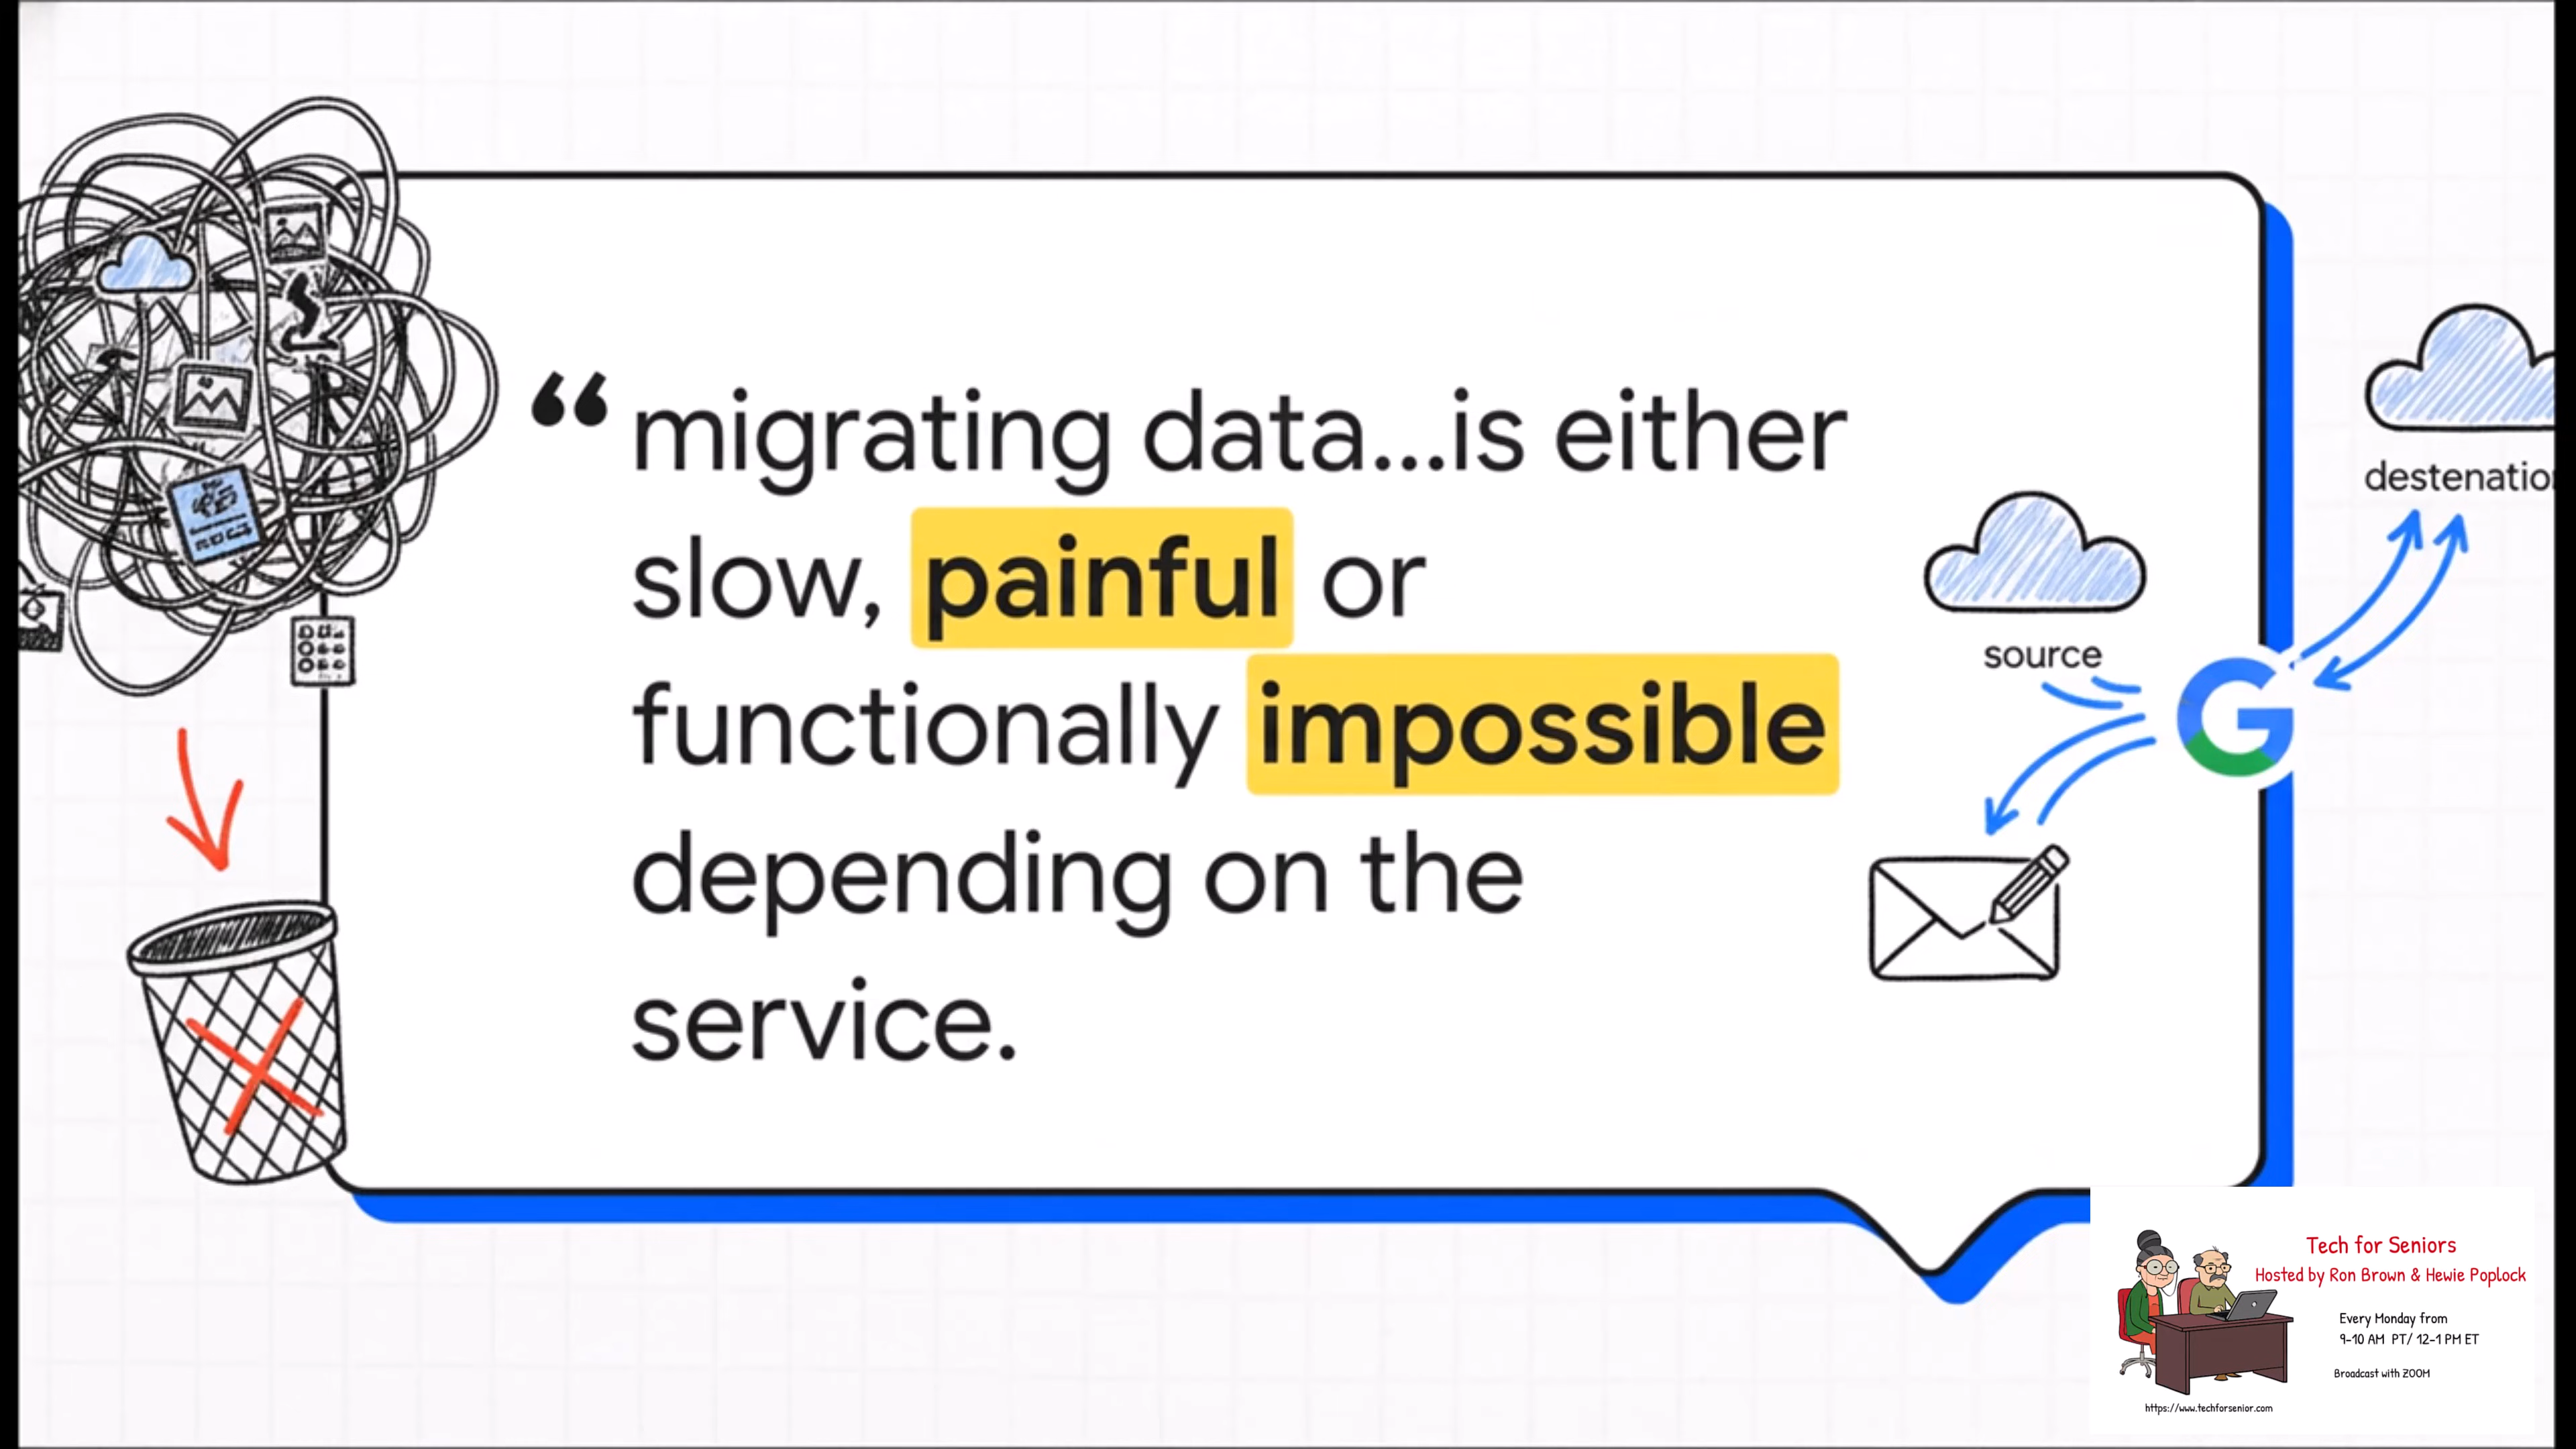 “ migrating data...is either
slow, painful or
functionally impossible
depending on the
service.
source
destenatio
Tech for Seniors
Hosted by Ron Brown & Hewie Poplock
Every Monday from
9-10 AM PT/ 12-1 PM ET
Broadcast with ZOOM
https://www.techforsenior.com